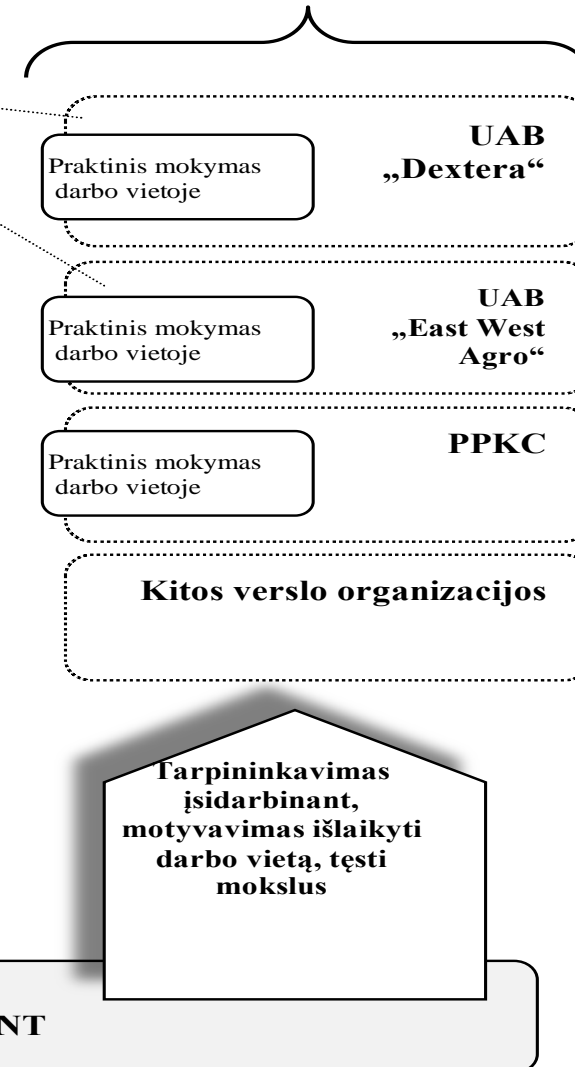 UAB
„Dextera“
Praktinis mokymas
darbo vietoje
UAB
„East West
Agro“
Praktinis mokymas
darbo vietoje
PPKC
Praktinis mokymas
darbo vietoje
Kitos verslo organizacijos
Tarpininkavimas
įsidarbinant,
motyvavimas išlaikyti
darbo vietą, tęsti
mokslus
NT